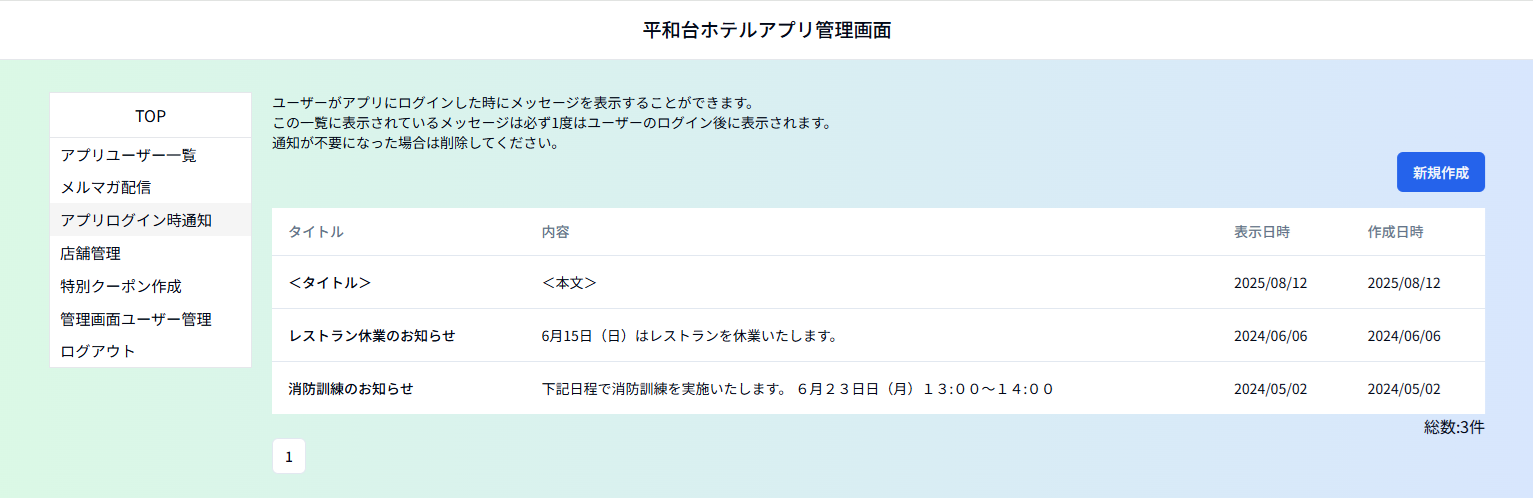 平和台ホテルアプリ管理画面
TOP
アプリユーザー一覧
メルマガ配信
アプリログイン時通知
店舗管理
特別クーポン作成
管理画面ユーザー管理
ログアウト
ユーザーがアプリにログインした時にメッセージを表示することができます。
この一覧に表示されているメッセージは必ず1度はユーザーのログイン後に表示されます。
通知が不要になった場合は削除してください。
新規作成
タイトル 内容 表示日時 作成日時
＜タイトル＞ ＜本文＞ 2025/08/12 2025/08/12
レストラン休業のお知らせ 6月15日（日）はレストランを休業いたします。 2024/06/06 2024/06/06
消防訓練のお知らせ 下記日程で消防訓練を実施いたします。 ６月２３日日（月）１３:００～１４:００ 2024/05/02 2024/05/02
総数:3件
1